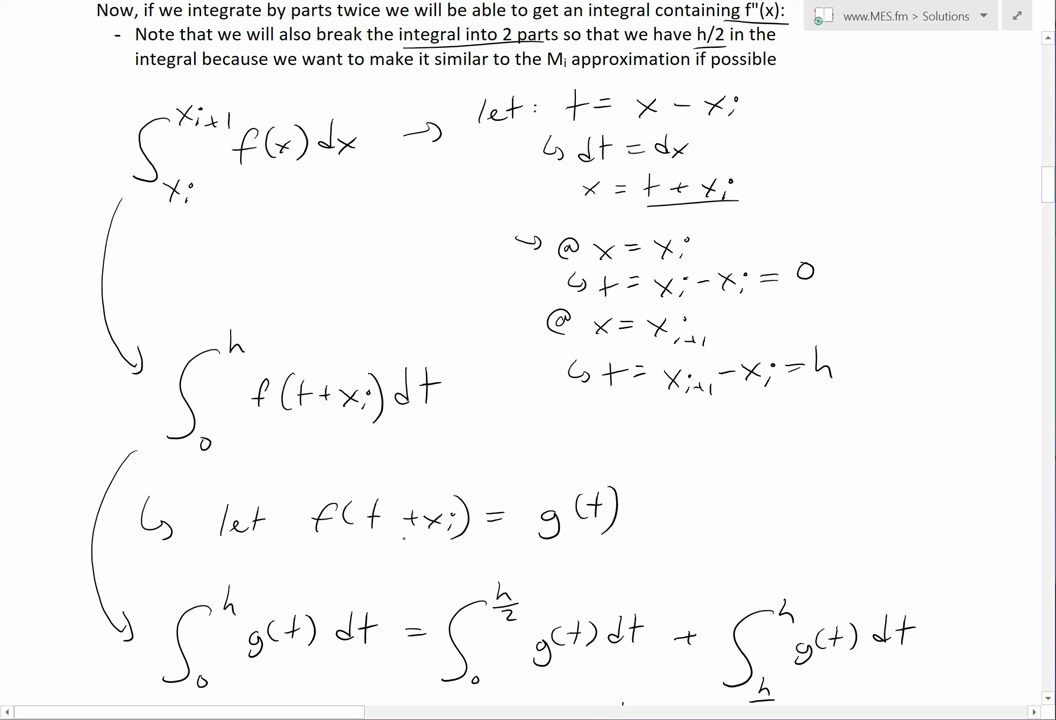 Now, if we integrate by parts twice we will be able to get an integral containing f"(x):
- Note that we will also break the integral into 2 parts so that we have h/2 in the
integral because we want to make it similar to the Mᵢ approximation if possible
www.MES.fm > Solutions
∫_{xᵢ}^{xᵢ₊₁} f(x) dx → let: t = x - xᵢ
↳ dt = dx
x = t + xᵢ
→ @ x = xᵢ
↳ t = xᵢ - xᵢ = 0
@ x = xᵢ₊₁
↳ t = xᵢ₊₁ - xᵢ = h
∫_0^h f(t+xᵢ) dt
↳ let f(t+xᵢ) = g(t)
∫_0^h g(t) dt = ∫_0^{h/2} g(t) dt + ∫_h^h g(t) dt